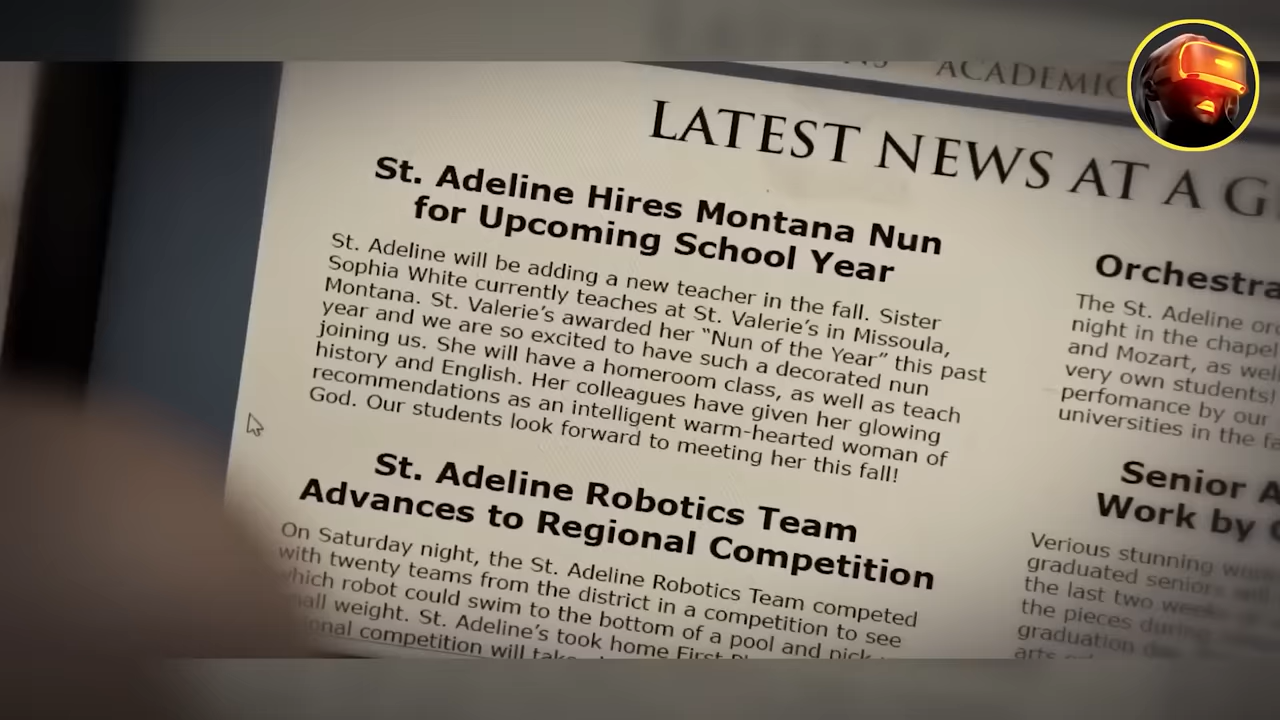 ACADEMIC
LATEST NEWS AT A G
St. Adeline Hires Montana Nun
for Upcoming School Year
St. Adeline will be adding a new teacher in the fall. Sister
Sophia White currently teaches at St. Valerie's in Missoula,
Montana. St. Valerie's awarded her “Nun of the Year” this past
year and we are so excited to have such a decorated nun
joining us. She will have a homeroom class, as well as teach
history and English. Her colleagues have given her glowing
recommendations as an intelligent warm-hearted woman of
God. Our students look forward to meeting her this fall!
St. Adeline Robotics Team
Advances to Regional Competition
On Saturday night, the St. Adeline Robotics Team competed
with twenty teams from the district in a competition to see
which robot could swim to the bottom of a pool and pick
small weight. St. Adeline's took home First
competition will
Orchestra
The St. Adeline
night in the chapel
and Mozart, as well
very own students!
perfomance by our
universities in the
Senior
Work by
Verious stunning
graduated seniors
the last two weeks
the pieces during
graduation
arts